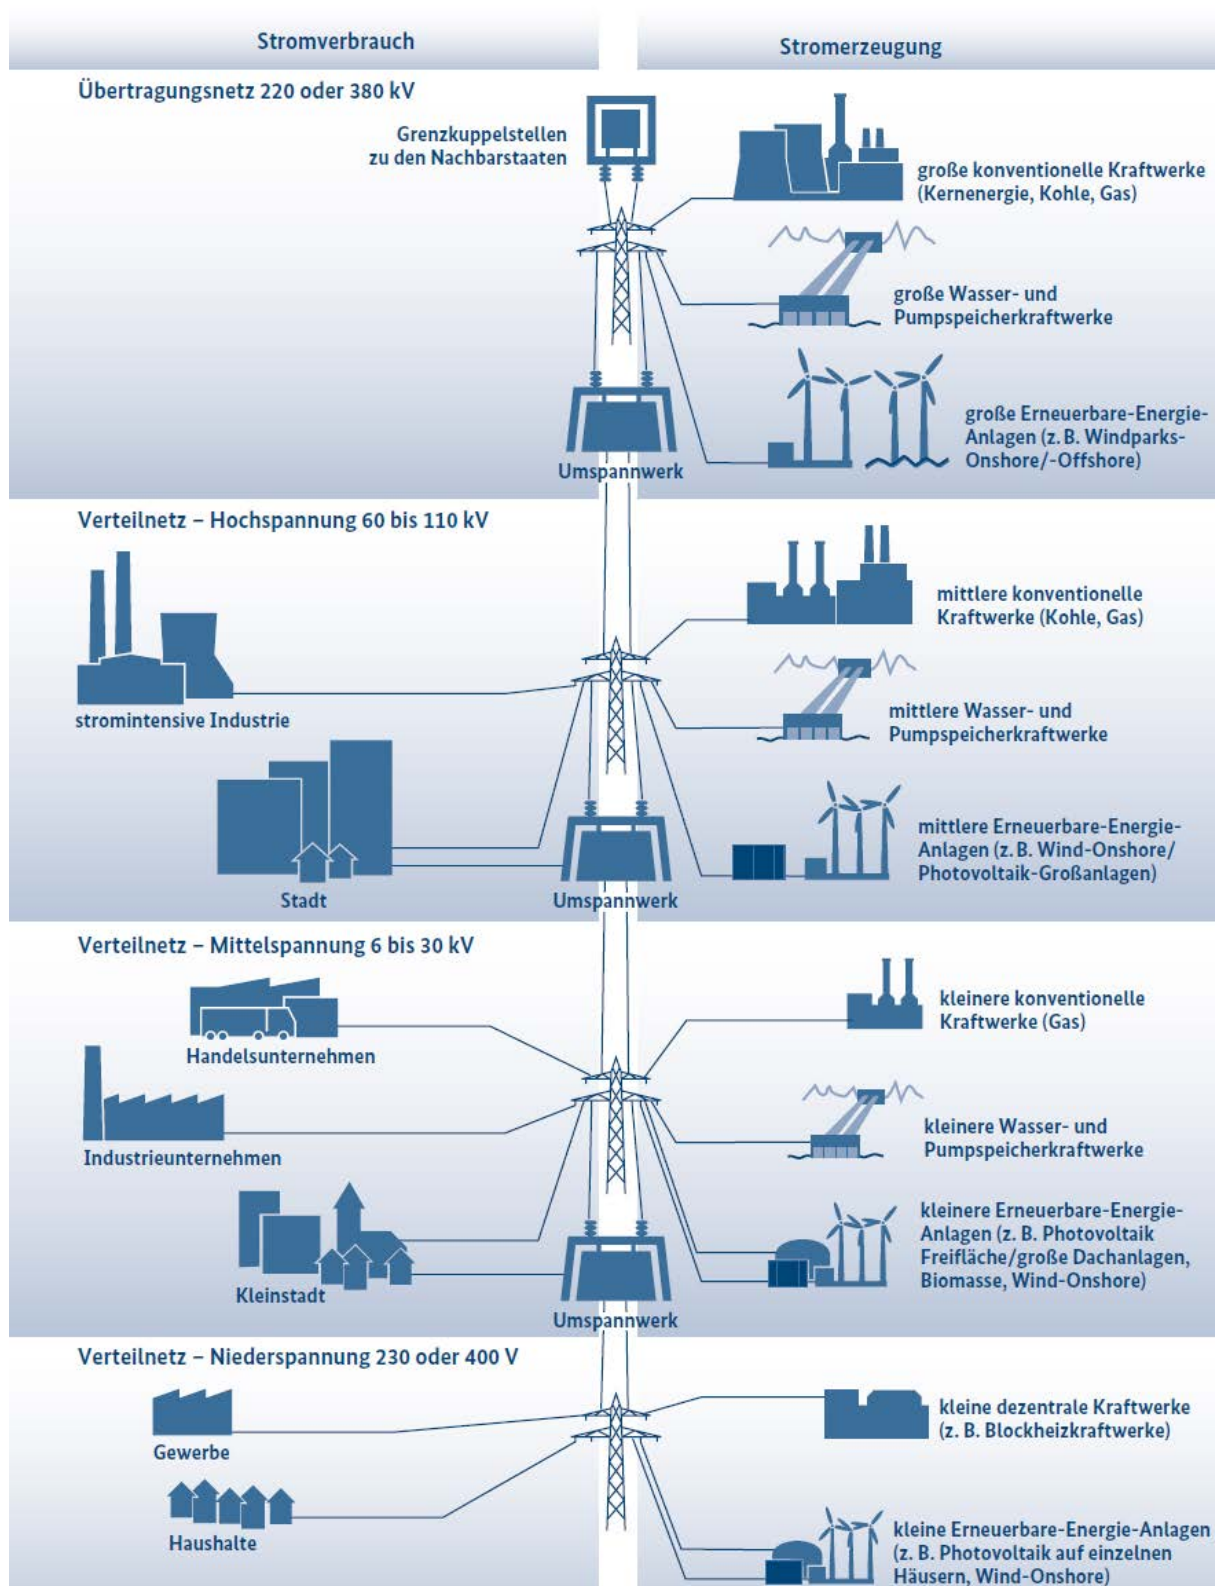 Stromverbrauch
Stromerzeugung
Übertragungsnetz 220 oder 380 kV
Grenzkuppelstellen
zu den Nachbarstaaten
große konventionelle Kraftwerke
(Kernenergie, Kohle, Gas)
große Wasser- und
Pumpspeicherkraftwerke
große Erneuerbare-Energie-
Anlagen (z. B. Windparks-
Onshore/-Offshore)
Umspannwerk
Verteilnetz – Hochspannung 60 bis 110 kV
stromintensive Industrie
Stadt
mittlere konventionelle
Kraftwerke (Kohle, Gas)
mittlere Wasser- und
Pumpspeicherkraftwerke
mittlere Erneuerbare-Energie-
Anlagen (z. B. Wind-Onshore/
Photovoltaik-Großanlagen)
Umspannwerk
Verteilnetz – Mittelspannung 6 bis 30 kV
Handelsunternehmen
Industrieunternehmen
Kleinstadt
kleinere konventionelle
Kraftwerke (Gas)
kleinere Wasser- und
Pumpspeicherkraftwerke
kleinere Erneuerbare-Energie-
Anlagen (z. B. Photovoltaik
Freifläche/große Dachanlagen,
Biomasse, Wind-Onshore)
Umspannwerk
Verteilnetz – Niederspannung 230 oder 400 V
Gewerbe
Haushalte
kleine dezentrale Kraftwerke
(z. B. Blockheizkraftwerke)
kleine Erneuerbare-Energie-Anlagen
(z. B. Photovoltaik auf einzelnen
Häusern, Wind-Onshore)